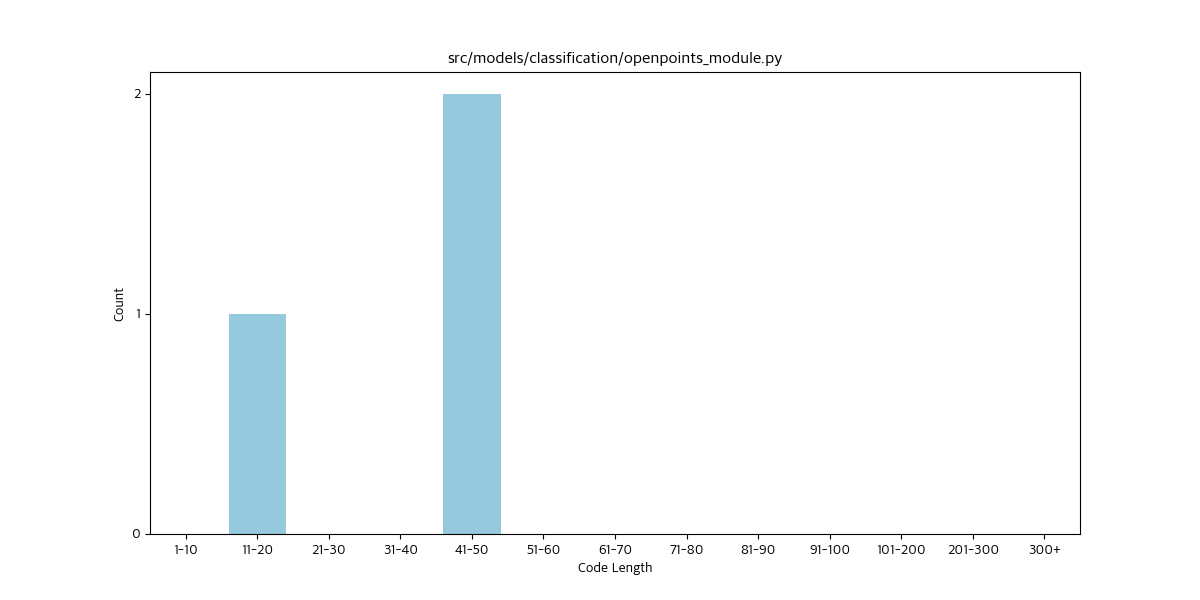 src/models/classification/openpoints_module.py
Count
2
1
0
1-10 11-20 21-30 31-40 41-50 51-60 61-70 71-80 81-90 91-100 101-200 201-300 300+
Code Length